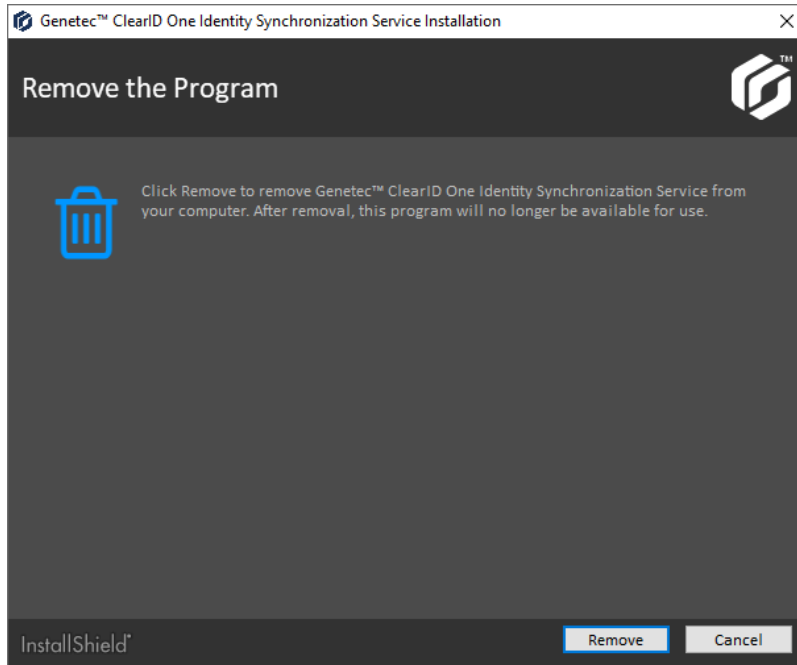 Genetec™ ClearID One Identity Synchronization Service Installation
Remove the Program
TM
Click Remove to remove Genetec™ ClearID One Identity Synchronization Service from
your computer. After removal, this program will no longer be available for use.
InstallShield®
Remove
Cancel